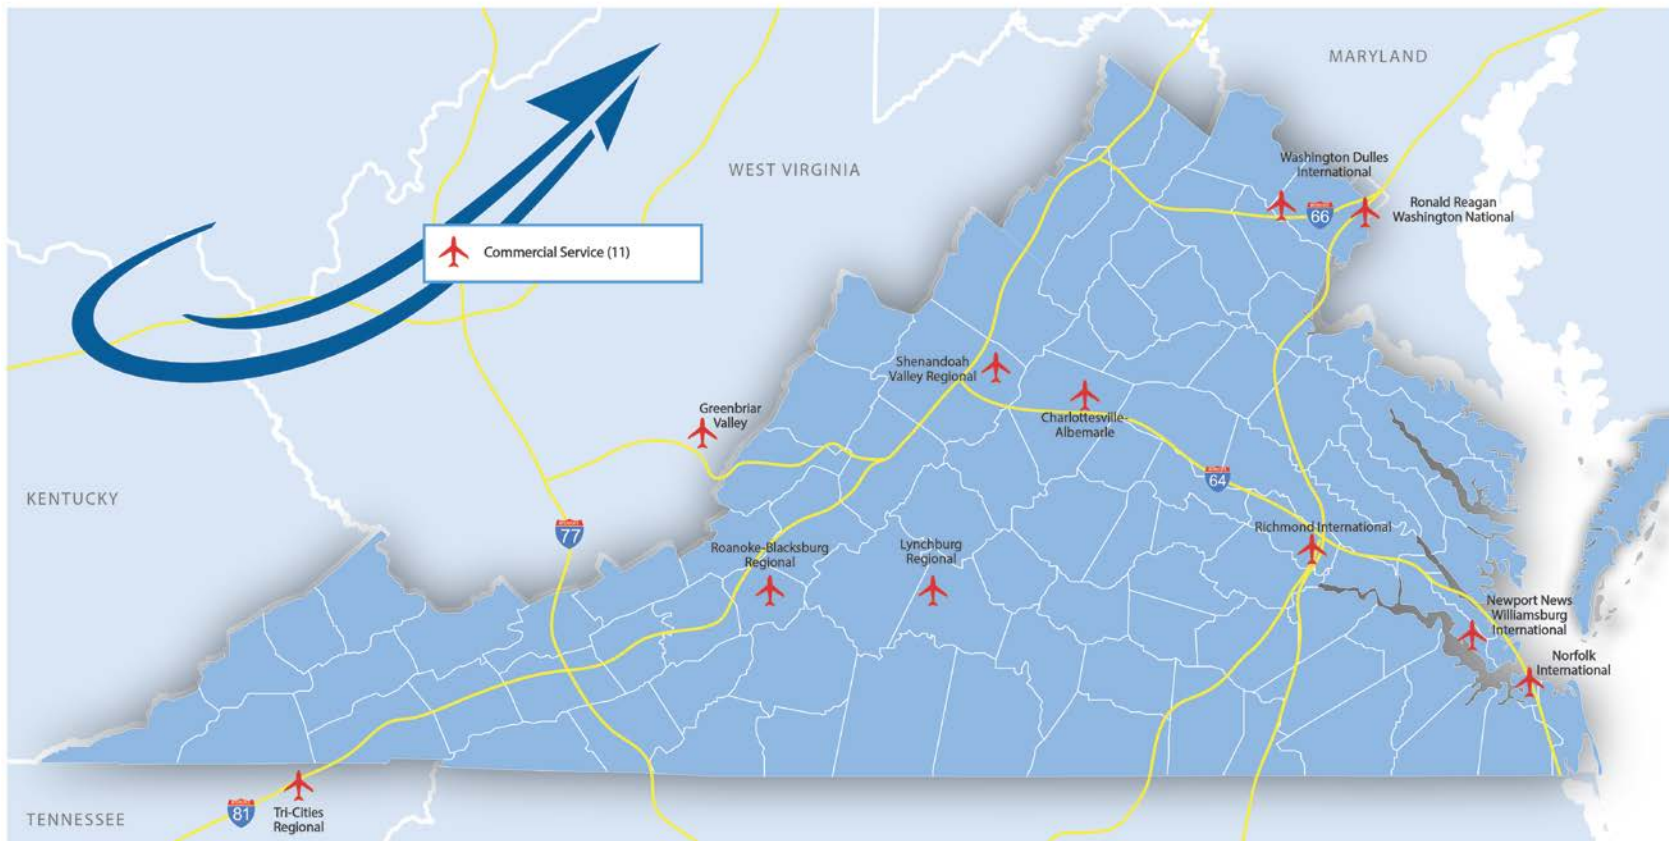 MARYLAND
WEST VIRGINIA
Washington Dulles
International
66
Ronald Reagan
Washington National
Commercial Service (11)
Shenandoah
Valley Regional
Charlottesville-
Albemarle
Greenbriar
Valley
KENTUCKY
64
77
Richmond International
Roanoke-Blacksburg
Regional
Lynchburg
Regional
Newport News
Williamsburg
International
Norfolk
International
TENNESSEE
81
Tri-Cities
Regional